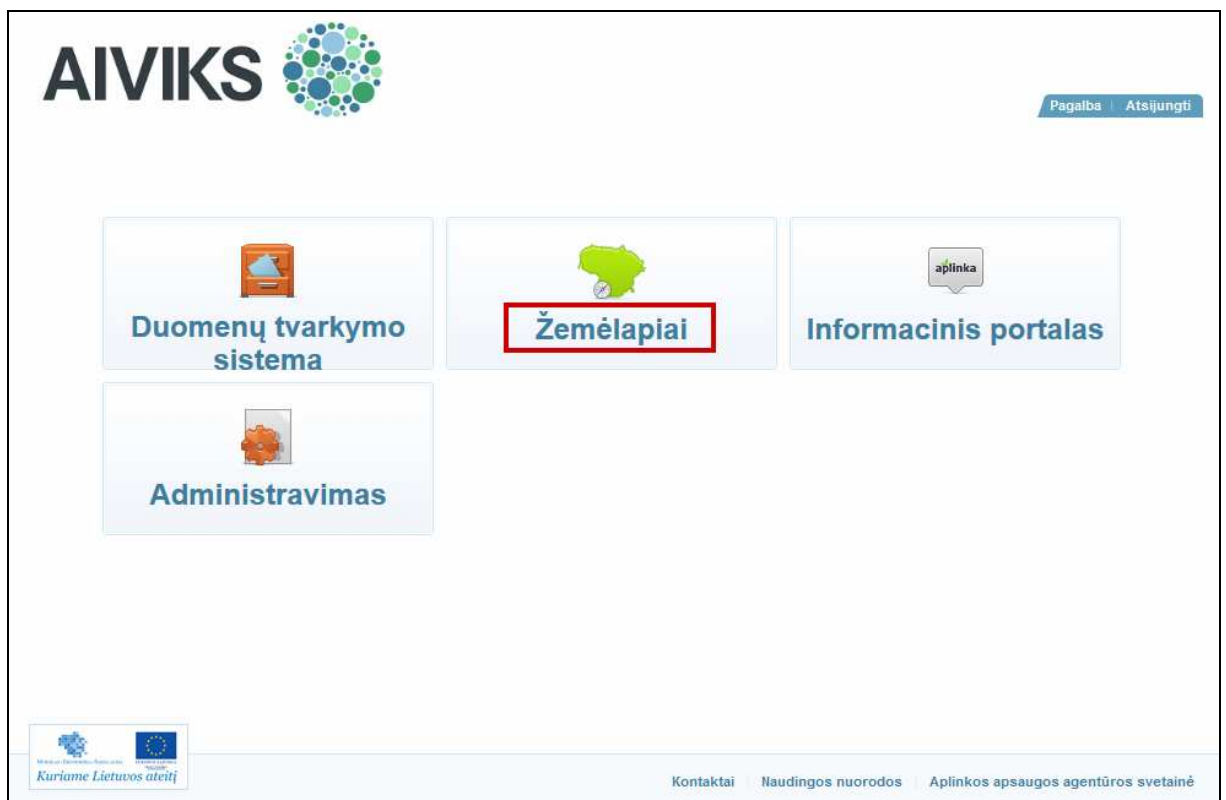 AIVIKS
Pagalba Atsijungti
Duomenų tvarkymo
sistema
Žemėlapiai
aplinka
Informacinis portalas
Administravimas
Kuriame Lietuvos ateitį
Kontaktai Naudingos nuorodos Aplinkos apsaugos agentūros svetainė